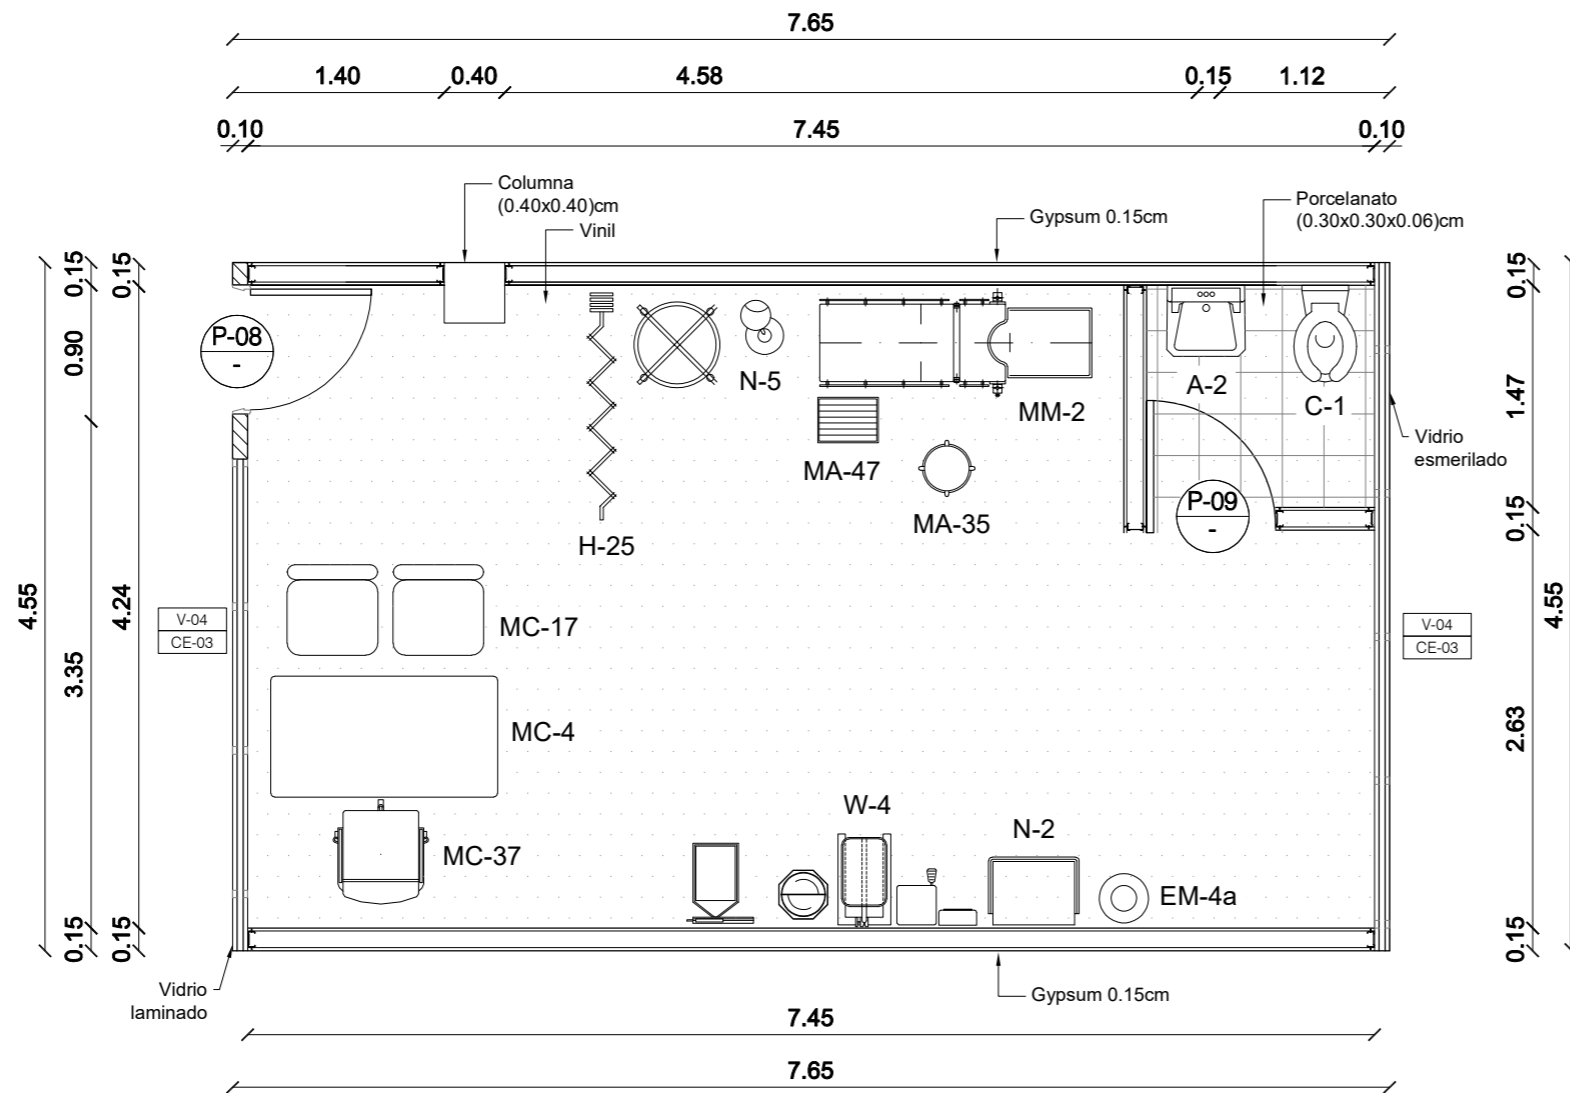 7.65
1.40 0.40 4.58 0.15 1.12
0.10 7.45 0.10
Columna
(0.40x0.40)cm
Vinil
Gypsum 0.15cm
Porcelanato
(0.30x0.30x0.06)cm
0.15
0.15
0.15
0.90
P-08
-
N-5
MM-2
A-2
C-1
1.47
Vidrio
esmerilado
MA-47
MA-35
P-09
-
H-25
0.15
4.55
3.35
4.24
V-04
CE-03
MC-17
V-04
CE-03
4.55
MC-4
2.63
W-4
N-2
MC-37
EM-4a
0.15
0.15
0.15
Vidrio
laminado
Gypsum 0.15cm
7.45
7.65